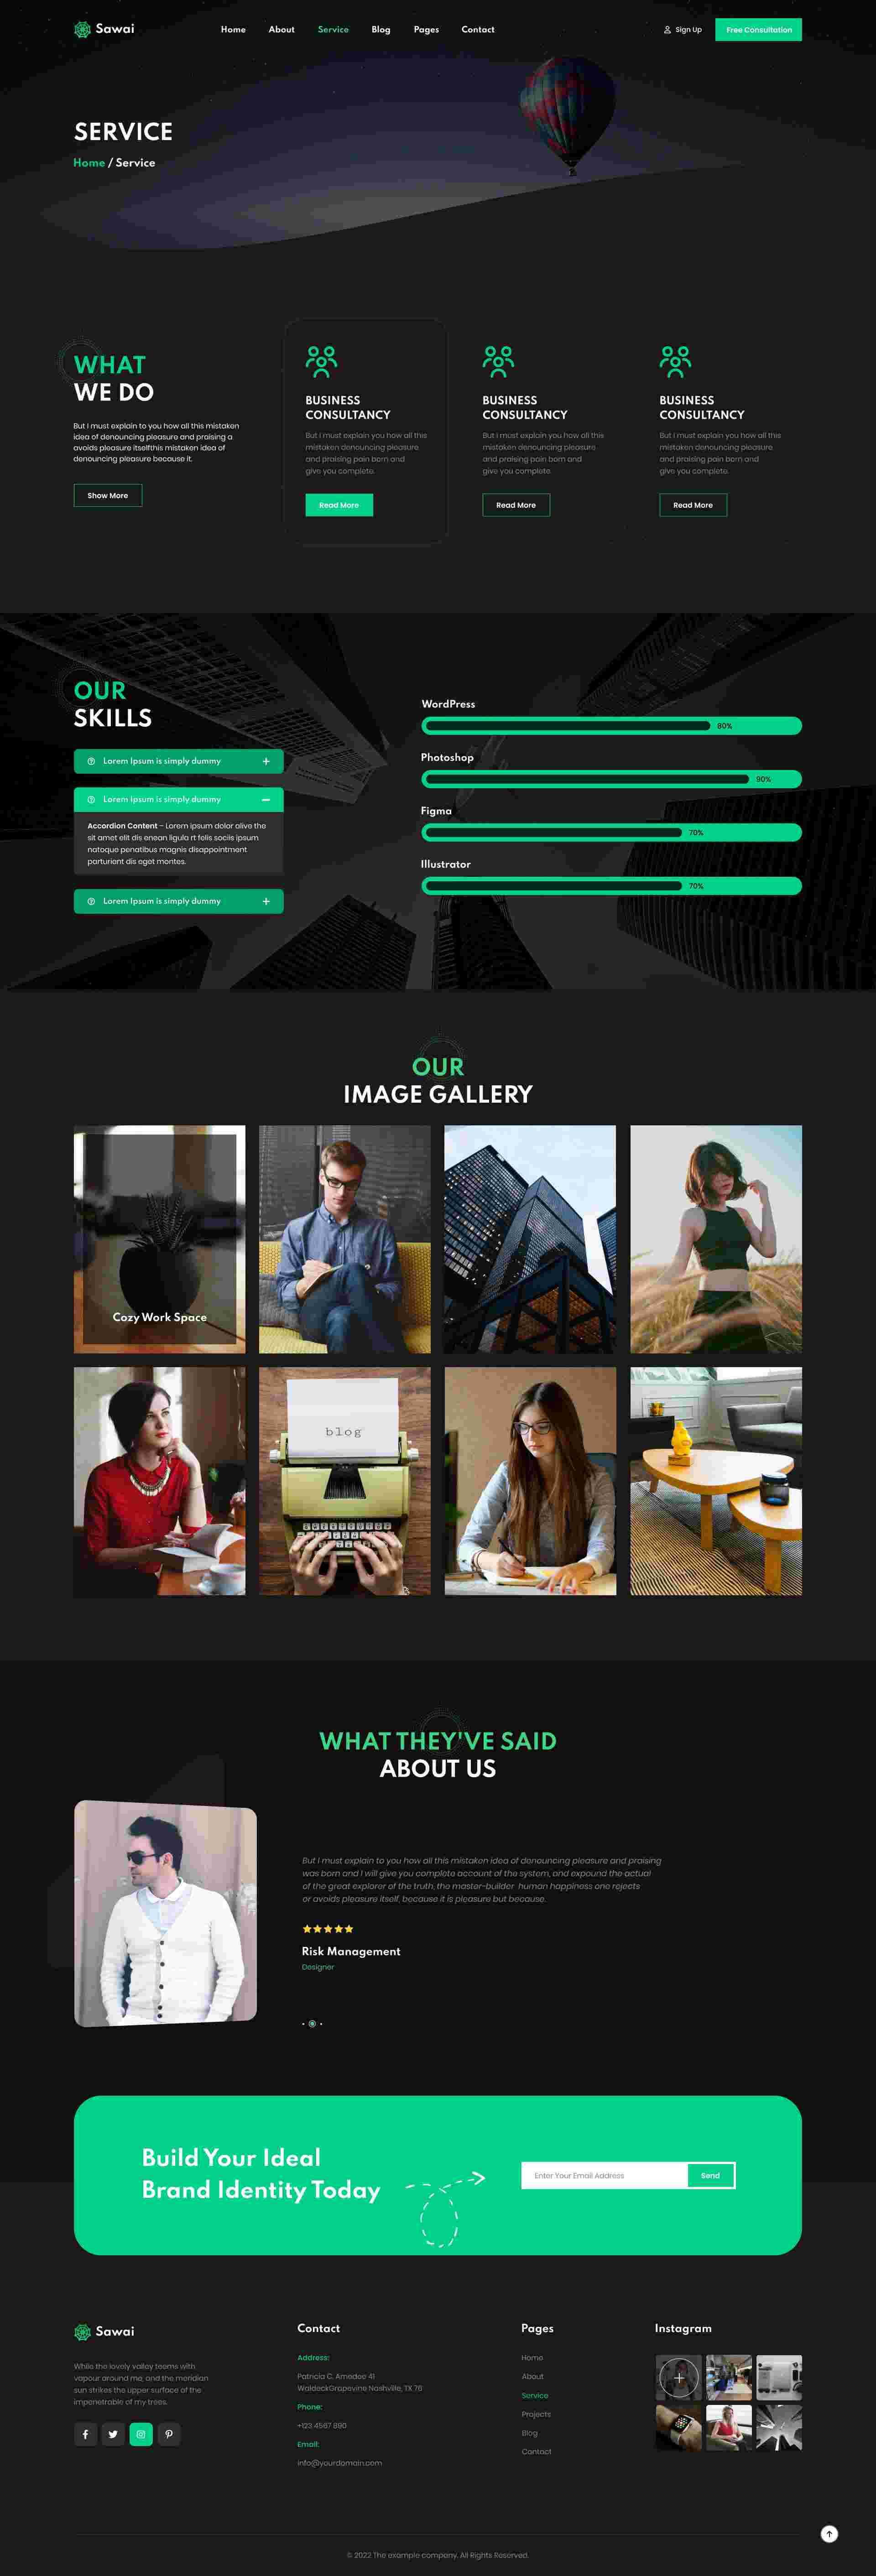 Sawai
Home About Service Blog Pages Contact
Sign Up
Free Consultation
SERVICE
Home / Service
WHAT
WE DO
But I must explain to you how all this mistaken
idea of denouncing pleasure and praising a
avoids pleasure itselfthis mistaken idea of
denouncing pleasure because it.
Show More
BUSINESS
CONSULTANCY
But I must explain you how all this
mistaken denouncing pleasure
and praising pain born and
give you complete.
Read More
BUSINESS
CONSULTANCY
But I must explain you how all this
mistaken denouncing pleasure
and praising pain born and
give you complete.
Read More
BUSINESS
CONSULTANCY
But I must explain you how all this
mistaken denouncing pleasure
and praising pain born and
give you complete.
Read More
OUR
SKILLS
Lorem Ipsum is simply dummy
Lorem Ipsum is simply dummy
Accordion Content – Lorem ipsum dolor alive the
sit amet elit dis enean ligula rt felis sociis ipsum
natoque penatibus magnis disappointment
parturient dis eget montes.
Lorem Ipsum is simply dummy
WordPress
80%
Photoshop
90%
Figma
70%
Illustrator
70%
OUR
IMAGE GALLERY
Cozy Work Space
blog
WHAT THEY'VE SAID
ABOUT US
But I must explain to you how all this mistaken idea of denouncing pleasure and praising
was born and I will give you complete account of the system, and expound the actual
of the great explorer of the truth, the master-builder human happiness one rejects
or avoids pleasure itself, because it is pleasure but because.
Risk Management
Designer
Build Your Ideal
Brand Identity Today
Enter Your Email Address
Send
Sawai
While the lovely valley teems with
vapour around me, and the meridian
sun strikes the upper surface of the
impenetrable of my trees.
Contact
Address:
Patricia C. Amedee 41
WaldeckGrapevine Nashville, TX 76
Phone:
+123 4567 890
Email:
info@yourdomain.com
Pages
Home
About
Service
Projects
Blog
Contact
Instagram
© 2022 The example company. All Rights Reserved.